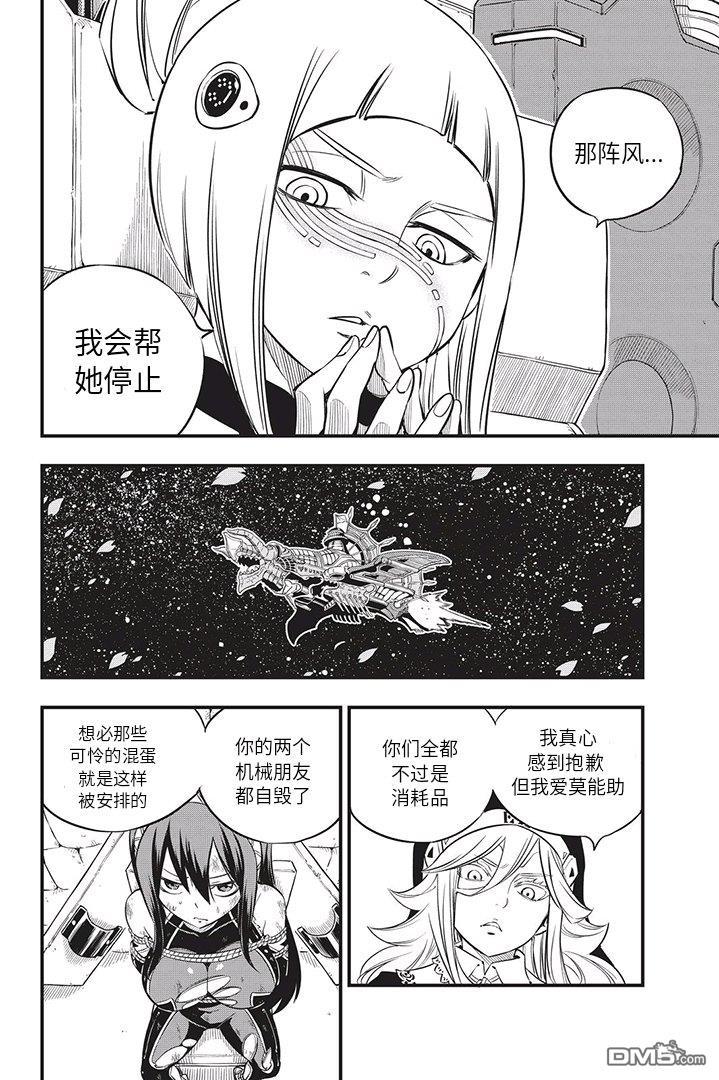 那阵风...
我会帮
她停止
我真心
感到抱歉
但我爱莫能助
你们全都
不过是
消耗品
你的两个
机械朋友
都自毁了
想必那些
可怜的混蛋
就是这样
被安排的
DM5.com